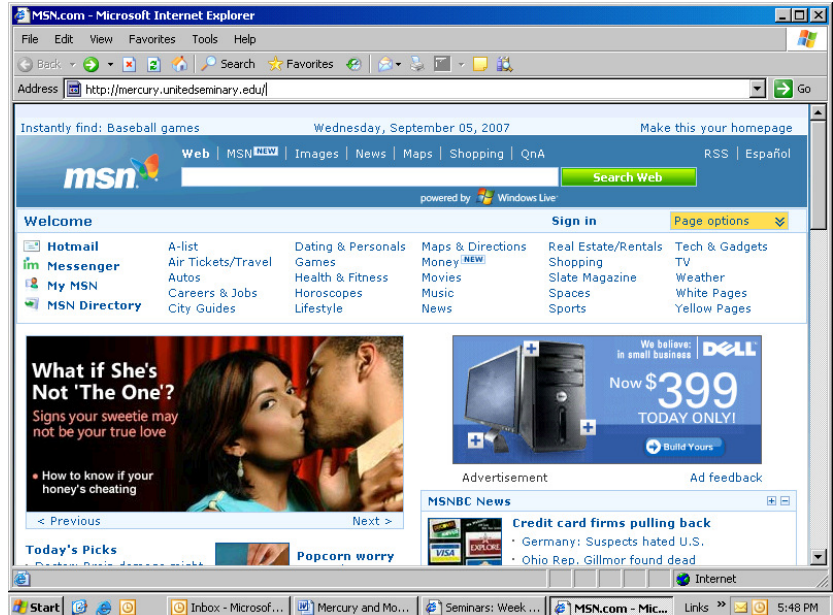 MSN.com - Microsoft Internet Explorer
File Edit View Favorites Tools Help
Back Search Favorites
Address http://mercury.unitedseminary.edu/ Go
Instantly find: Baseball games Wednesday, September 05, 2007 Make this your homepage
Web | MSN NEW | Images | News | Maps | Shopping | QnA RSS | Español
msn
Search Web
powered by Windows Live
Welcome Sign in Page options
Hotmail A-list Dating & Personals Maps & Directions Real Estate/Rentals Tech & Gadgets
im Messenger Air Tickets/Travel Games Money NEW Shopping TV
My MSN Autos Health & Fitness Movies Slate Magazine Weather
MSN Directory Careers & Jobs Horoscopes Music Spaces White Pages
City Guides Lifestyle News Sports Yellow Pages
What if She's
Not 'The One'?
Signs your sweetie may
not be your true love
• How to know if your
honey's cheating
< Previous Next >
We believe:
in small business DELL
Now $399
TODAY ONLY!
Build Yours
Advertisement Ad feedback
MSNBC News
VISA EXPLORE
Credit card firms pulling back
· Germany: Suspects hated U.S.
· Ohio Rep. Gillmor found dead
Today's Picks
Popcorn worry
Internet
Start Inbox - Microsof... Mercury and Mo... Seminars: Week ... MSN.com - Mic... Links » 5:48 PM